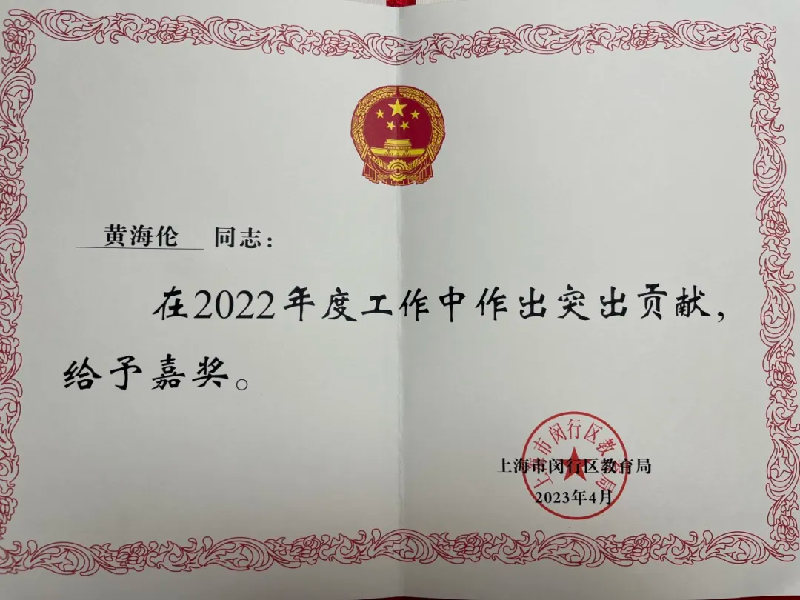 黄海伦 同志：
在2022年度工作中作出突出贡献，
给予嘉奖。
上海市闵行区教育局
2023年4月
上海市闵行区教育局